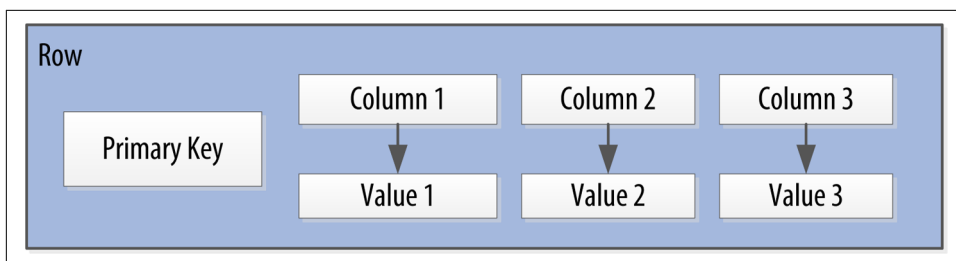 Row
Column 1 Column 2 Column 3
Primary Key
Value 1 Value 2 Value 3